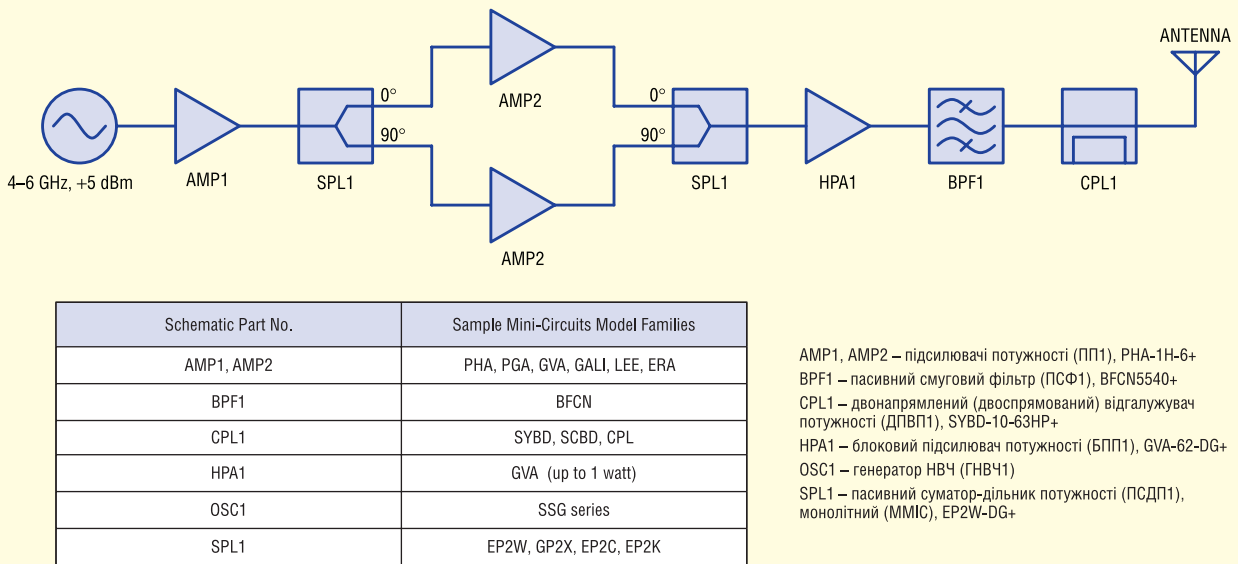 ANTENNA
0°
90°
AMP2
0°
90°
4–6 GHz, +5 dBm
AMP1
SPL1
SPL1
HPA1
BPF1
CPL1
AMP2
Schematic Part No.
Sample Mini-Circuits Model Families
AMP1, AMP2
PHA, PGA, GVA, GALI, LEE, ERA
BPF1
BFCN
CPL1
SYBD, SCBD, CPL
HPA1
GVA (up to 1 watt)
OSC1
SSG series
SPL1
EP2W, GP2X, EP2C, EP2K
AMP1, AMP2 – підсилювачі потужності (ПП1), PHA-1H-6+
BPF1 – пасивний смуговий фільтр (ПСФ1), BFCN5540+
CPL1 – двонапрямлений (двоспрямований) відгалужувач
потужності (ДПВП1), SYBD-10-63HP+
HPA1 – блоковий підсилювач потужності (БПП1), GVA-62-DG+
OSC1 – генератор НВЧ (ГНВЧ1)
SPL1 – пасивний суматор-дільник потужності (ПСДП1),
монолітний (MMIC), EP2W-DG+